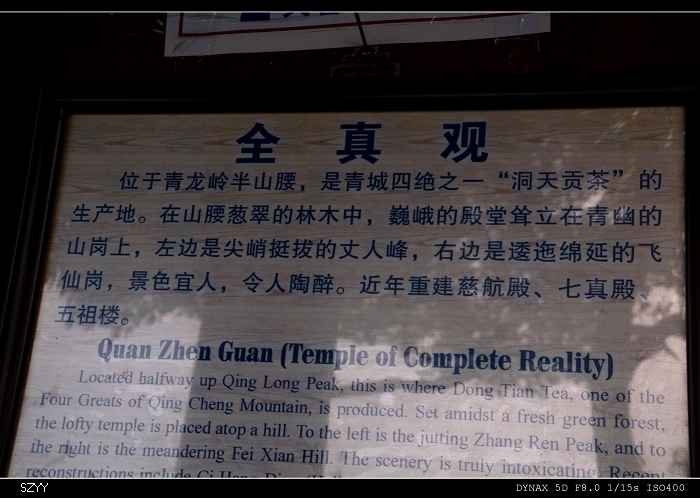 全真观
位于青龙岭半山腰，是青城四绝之一“洞天贡茶”的
生产地。在山腰葱翠的林木中，巍峨的殿堂耸立在青幽的
山岗上，左边是尖峭挺拔的丈人峰，右边是逶迤绵延的飞
仙岗，景色宜人，令人陶醉。近年重建慈航殿、七真殿、
五祖楼。
Quan Zhen Guan (Temple of Complete Reality)
Located halfway up Qing Long Peak, this is where Dong Tian Tea, one of the
Four Greats of Qing Cheng Mountain, is produced. Set amidst a fresh green forest,
the lofty temple is placed atop a hill. To the left is the jutting Zhang Ren Peak, and to
the right is the meandering Fei Xian Hill. The scenery is truly intoxicating. Recent
reconstructions include Ci Hang
SZYY
DYNAX 5D F8.0 1/15s ISO400